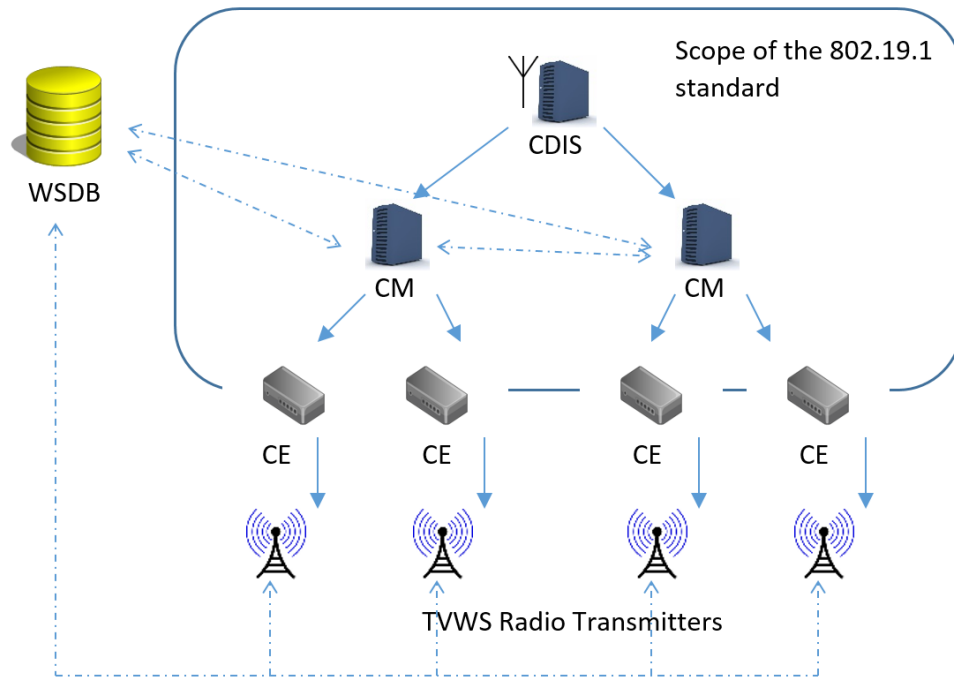 Scope of the 802.19.1
standard
CDIS
WSDB
CM
CM
CE
CE
CE
CE
TVWS Radio Transmitters